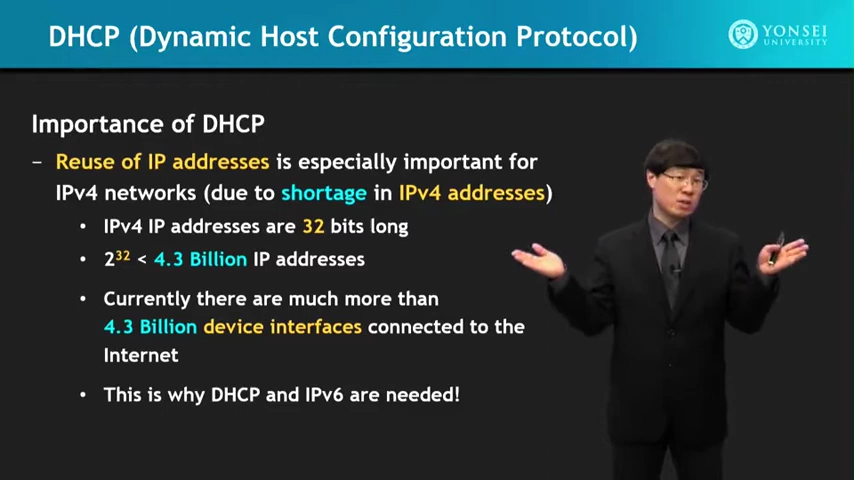 DHCP (Dynamic Host Configuration Protocol)
YONSEI
UNIVERSITY
Importance of DHCP
– Reuse of IP addresses is especially important for
IPv4 networks (due to shortage in IPv4 addresses)
• IPv4 IP addresses are 32 bits long
• 2³² < 4.3 Billion IP addresses
• Currently there are much more than
4.3 Billion device interfaces connected to the
Internet
• This is why DHCP and IPv6 are needed!